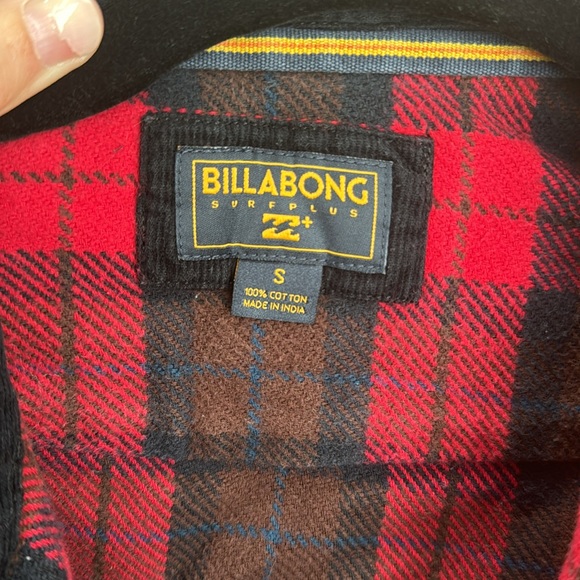 BILLABONG
SURFPLUS
+
S
100% COTTON
MADE IN INDIA